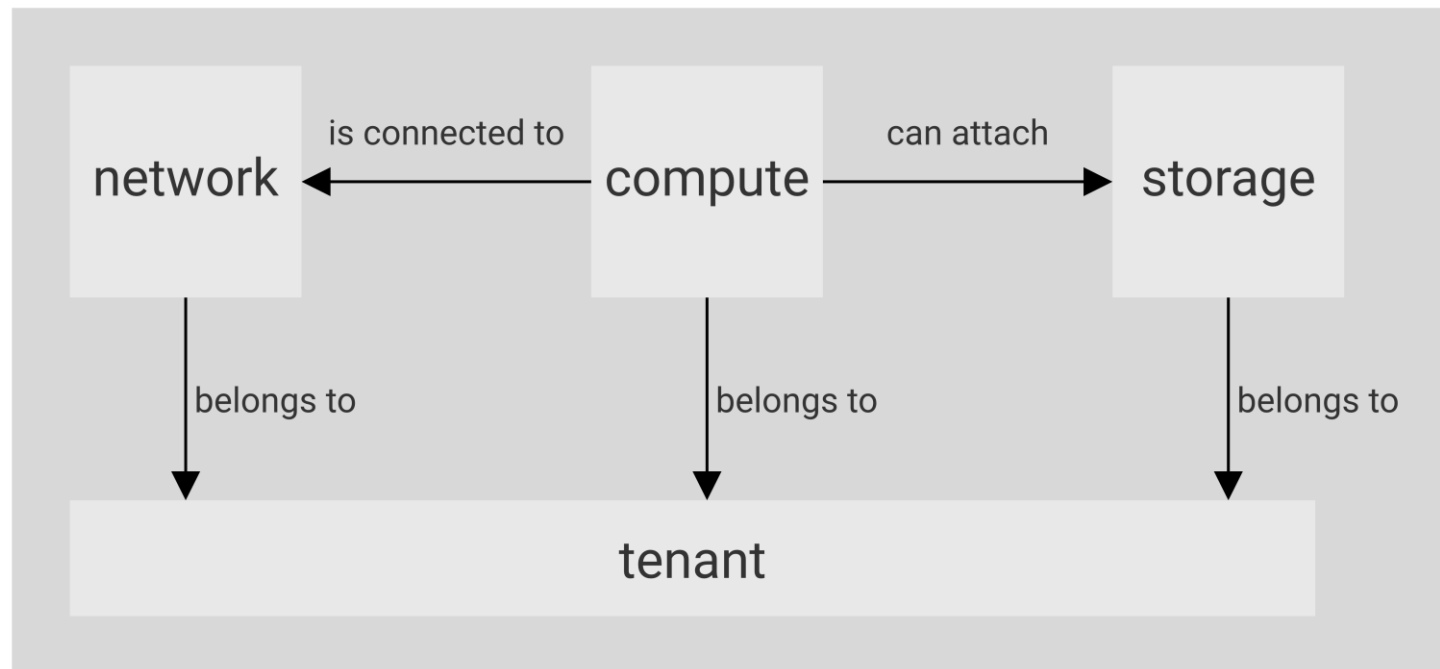 is connected to
can attach
network
compute
storage
belongs to
belongs to
belongs to
tenant